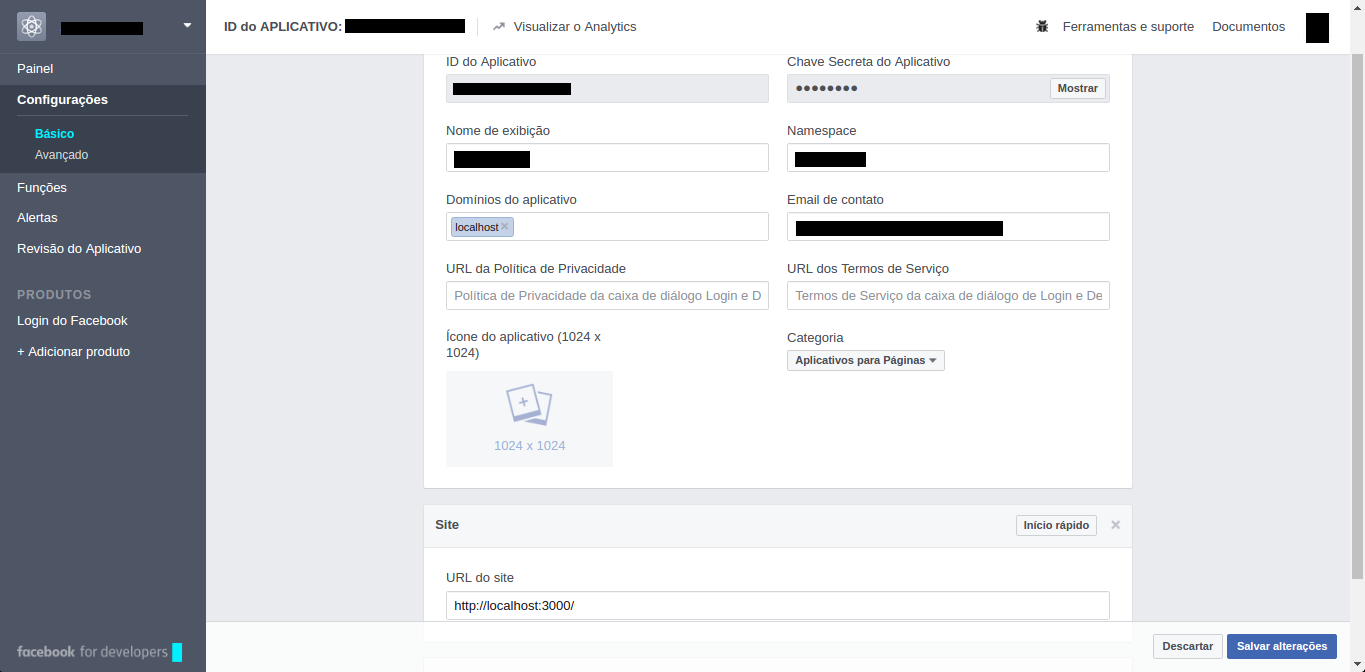 ID do APLICATIVO:
Visualizar o Analytics
Ferramentas e suporte
Documentos
Painel
Configurações
Básico
Avançado
Funções
Alertas
Revisão do Aplicativo
PRODUTOS
Login do Facebook
+ Adicionar produto
facebook for developers
ID do Aplicativo
Chave Secreta do Aplicativo
●●●●●●●●
Mostrar
Nome de exibição
Namespace
Domínios do aplicativo
Email de contato
localhost ×
URL da Política de Privacidade
URL dos Termos de Serviço
Política de Privacidade da caixa de diálogo Login e D
Termos de Serviço da caixa de diálogo de Login e De
Ícone do aplicativo (1024 x
1024)
Categoria
Aplicativos para Páginas
1024 x 1024
Site
Início rápido
×
URL do site
http://localhost:3000/
Descartar
Salvar alterações